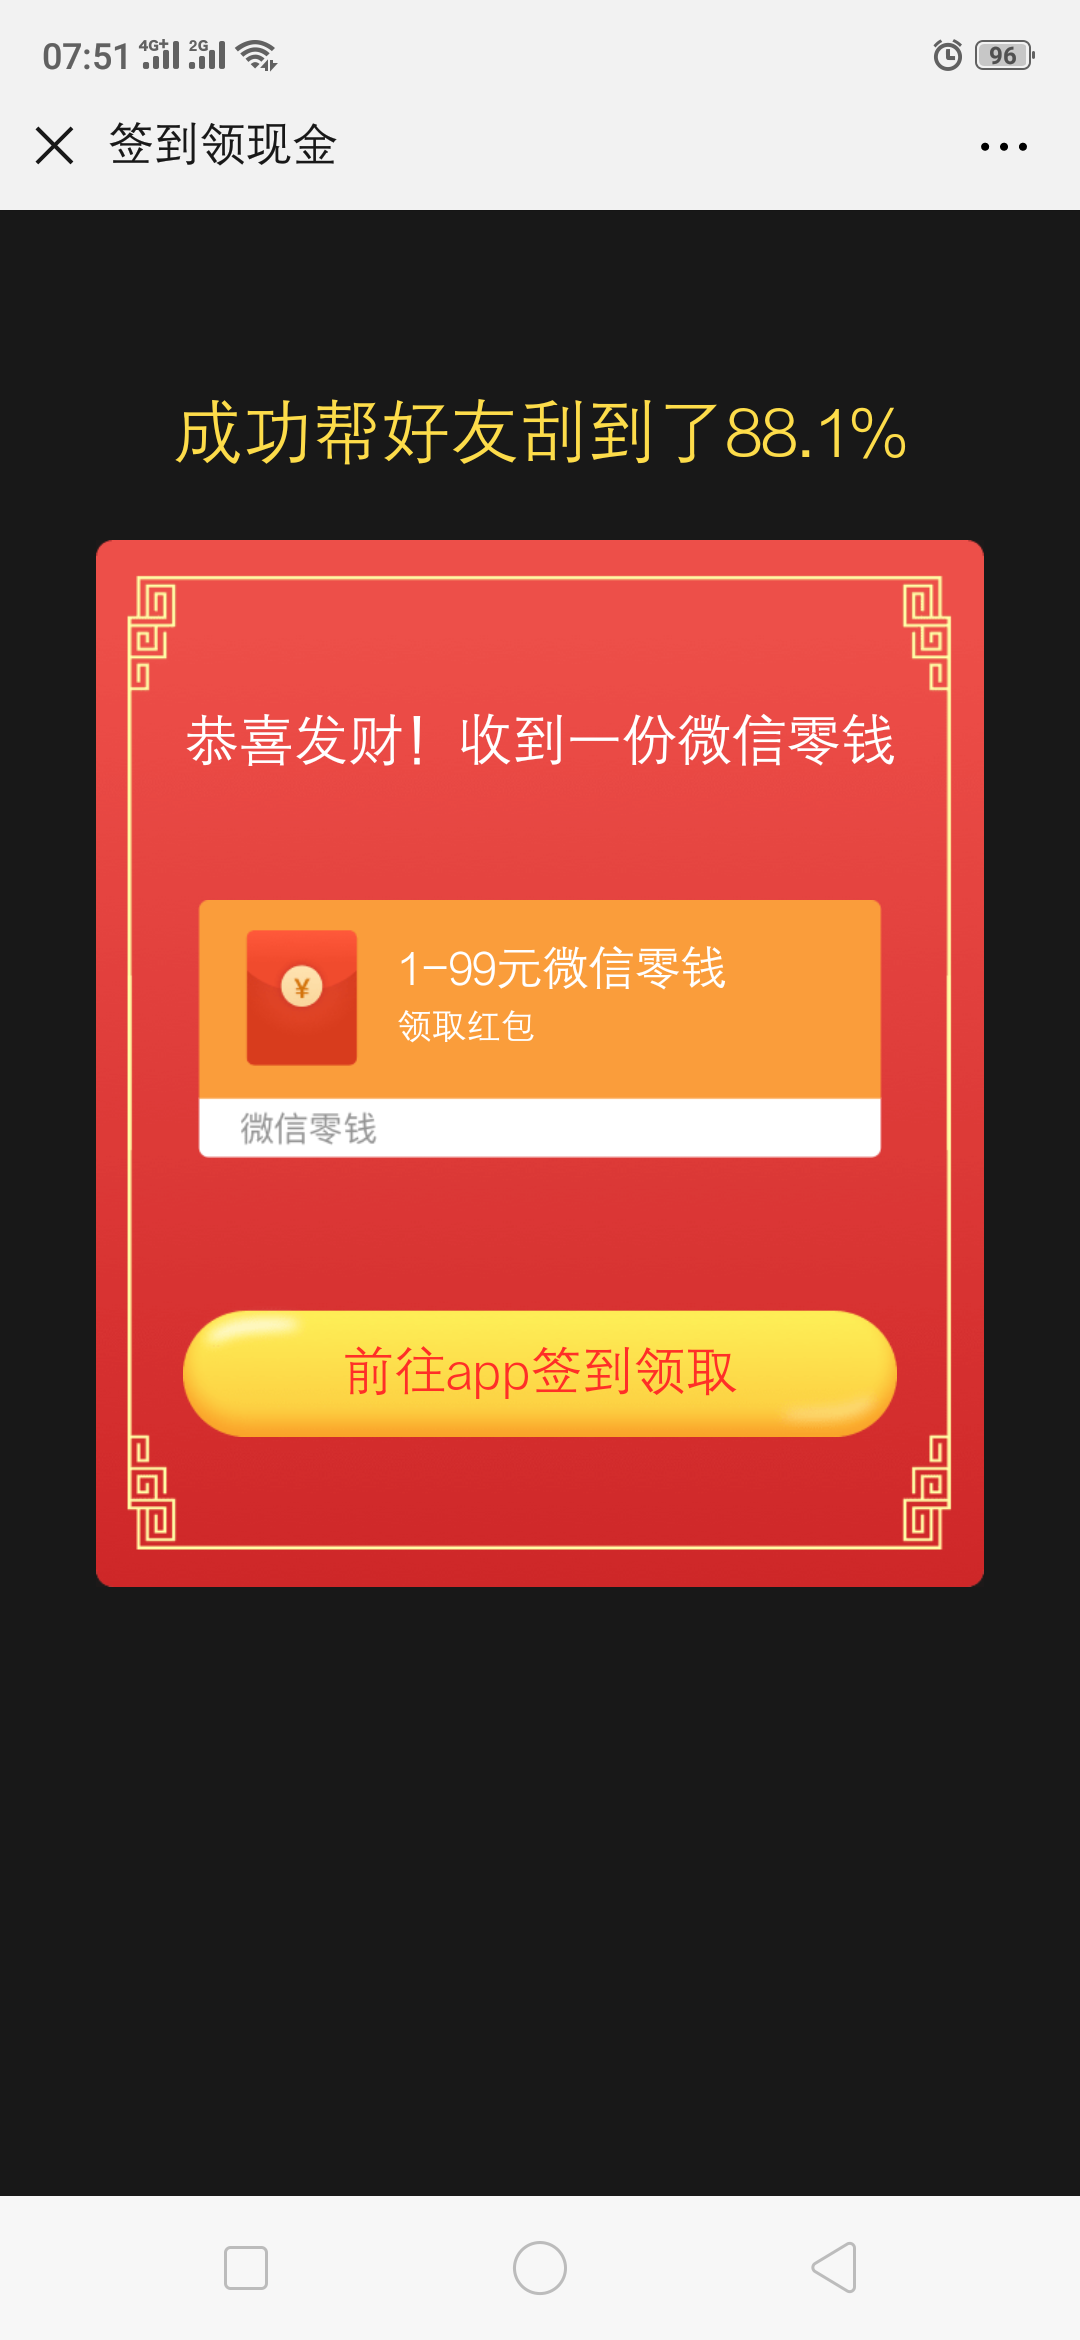 07:51 4G+ 2G 96
签到领现金
成功帮好友刮到了88.1%
恭喜发财！收到一份微信零钱
¥
1-99元微信零钱
领取红包
微信零钱
前往app签到领取